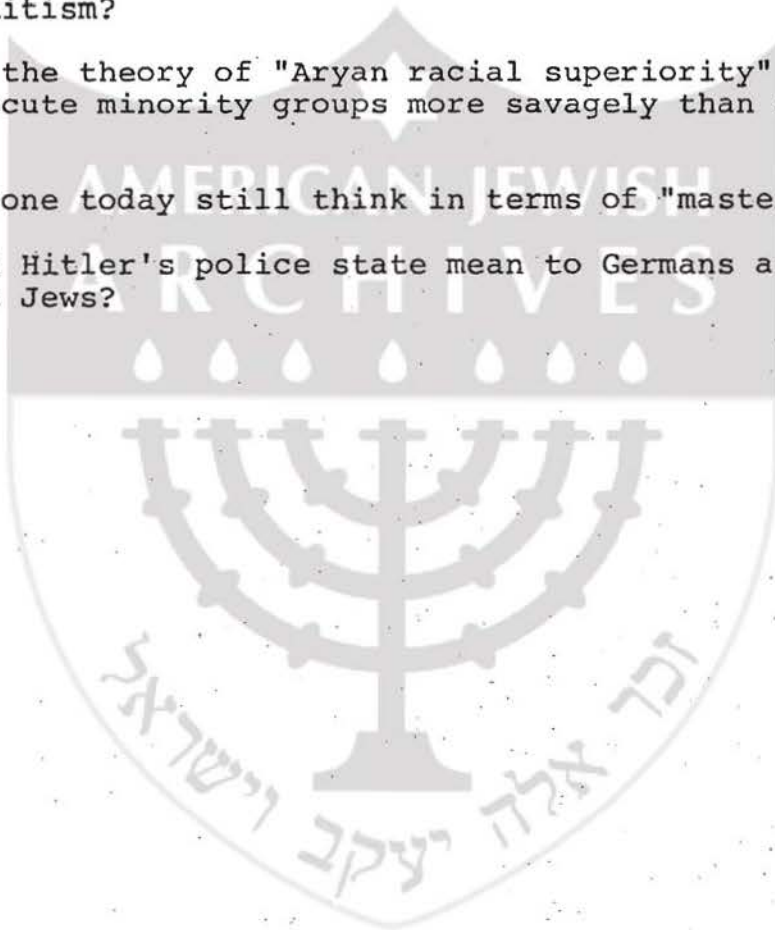 itism?
the theory of "Aryan racial superiority"
cute minority groups more savagely than
AMERICAN JEWISH
one today still think in terms of "maste
ARCHIVES
Hitler's police state mean to Germans a
Jews?
זכר אלה יעקב וישראל